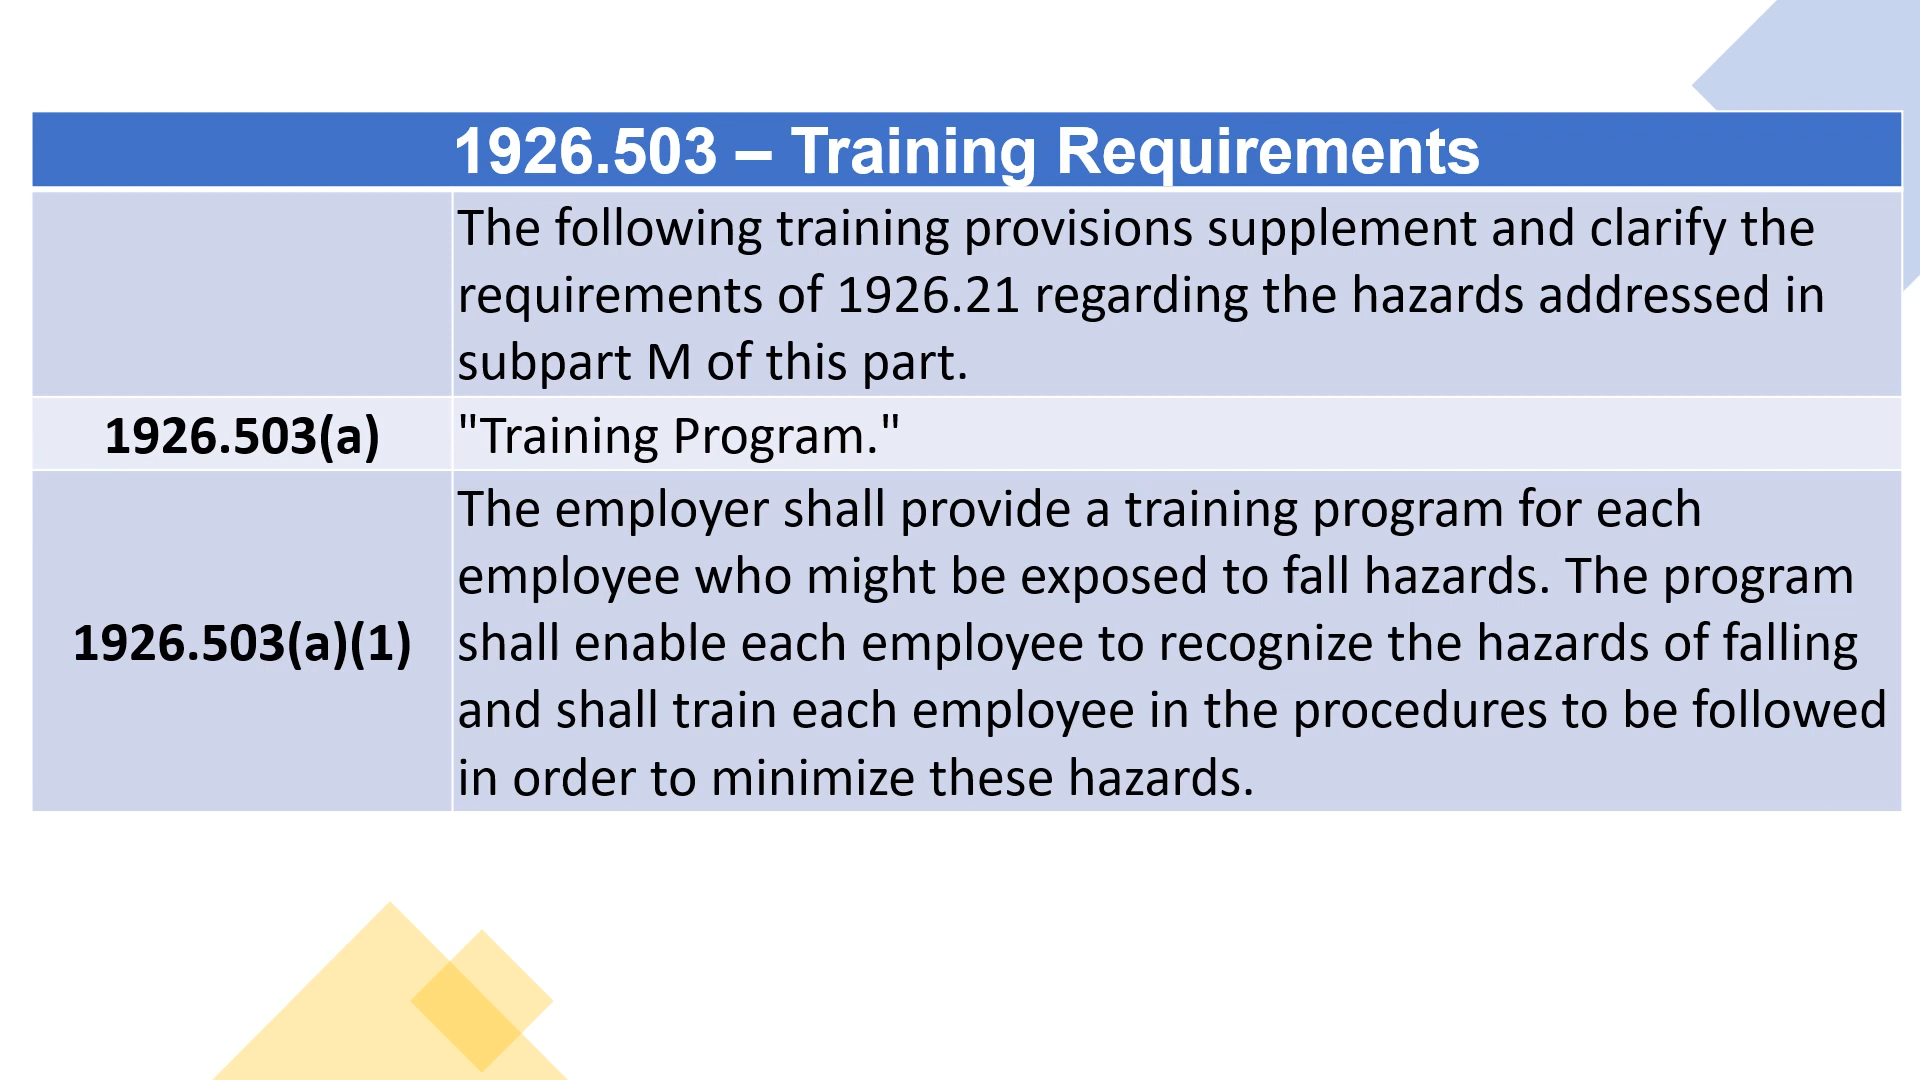 1926.503 – Training Requirements
The following training provisions supplement and clarify the
requirements of 1926.21 regarding the hazards addressed in
subpart M of this part.
1926.503(a)
"Training Program."
1926.503(a)(1)
The employer shall provide a training program for each
employee who might be exposed to fall hazards. The program
shall enable each employee to recognize the hazards of falling
and shall train each employee in the procedures to be followed
in order to minimize these hazards.